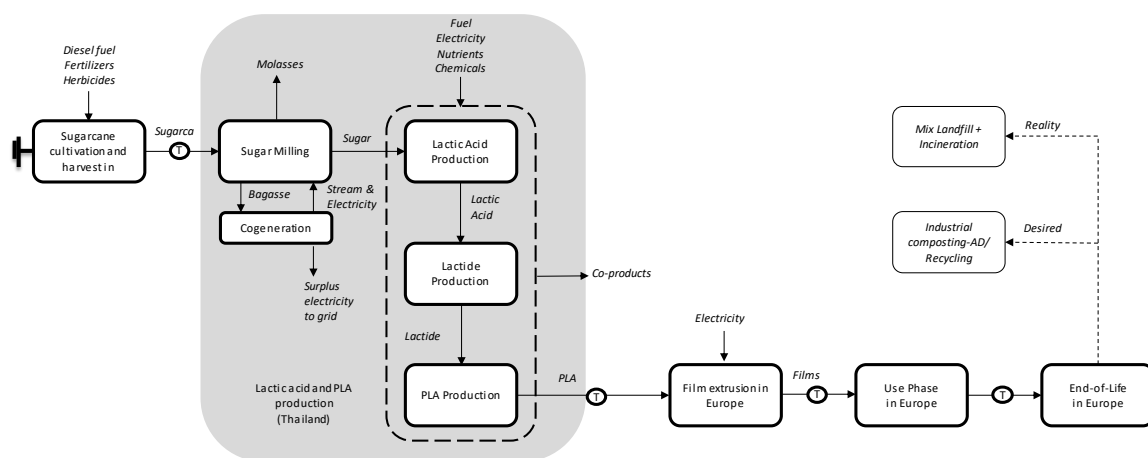 Diesel fuel
Fertilizers
Herbicides
Sugarcane
cultivation and
harvest in
Sugarca
T
Molasses
Sugar Milling
Sugar
Bagasse
Stream &
Electricity
Cogeneration
Surplus
electricity
to grid
Fuel
Electricity
Nutrients
Chemicals
Lactic Acid
Production
Lactic
Acid
Lactide
Production
Co-products
Lactide
PLA Production
Lactic acid and PLA
production
(Thailand)
PLA
T
Electricity
Film extrusion in
Europe
Films
T
Use Phase
in Europe
T
End-of-Life
in Europe
Mix Landfill +
Incineration
Reality
Industrial
composting-AD/
Recycling
Desired